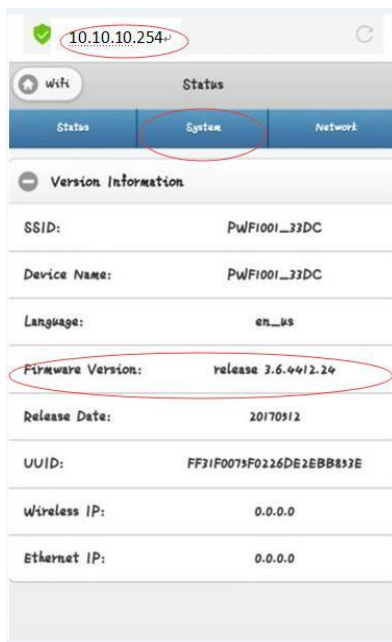 10.10.10.254
Wifi Status
Status System Network
Version Information
SSID: PWF1001_33DC
Device Name: PWF1001_33DC
Language: en_us
Firmware Version: release 3.6.4412.24
Release Date: 20170512
UUID: FF31F0075F0226DE2EBB853E
Wireless IP: 0.0.0.0
Ethernet IP: 0.0.0.0